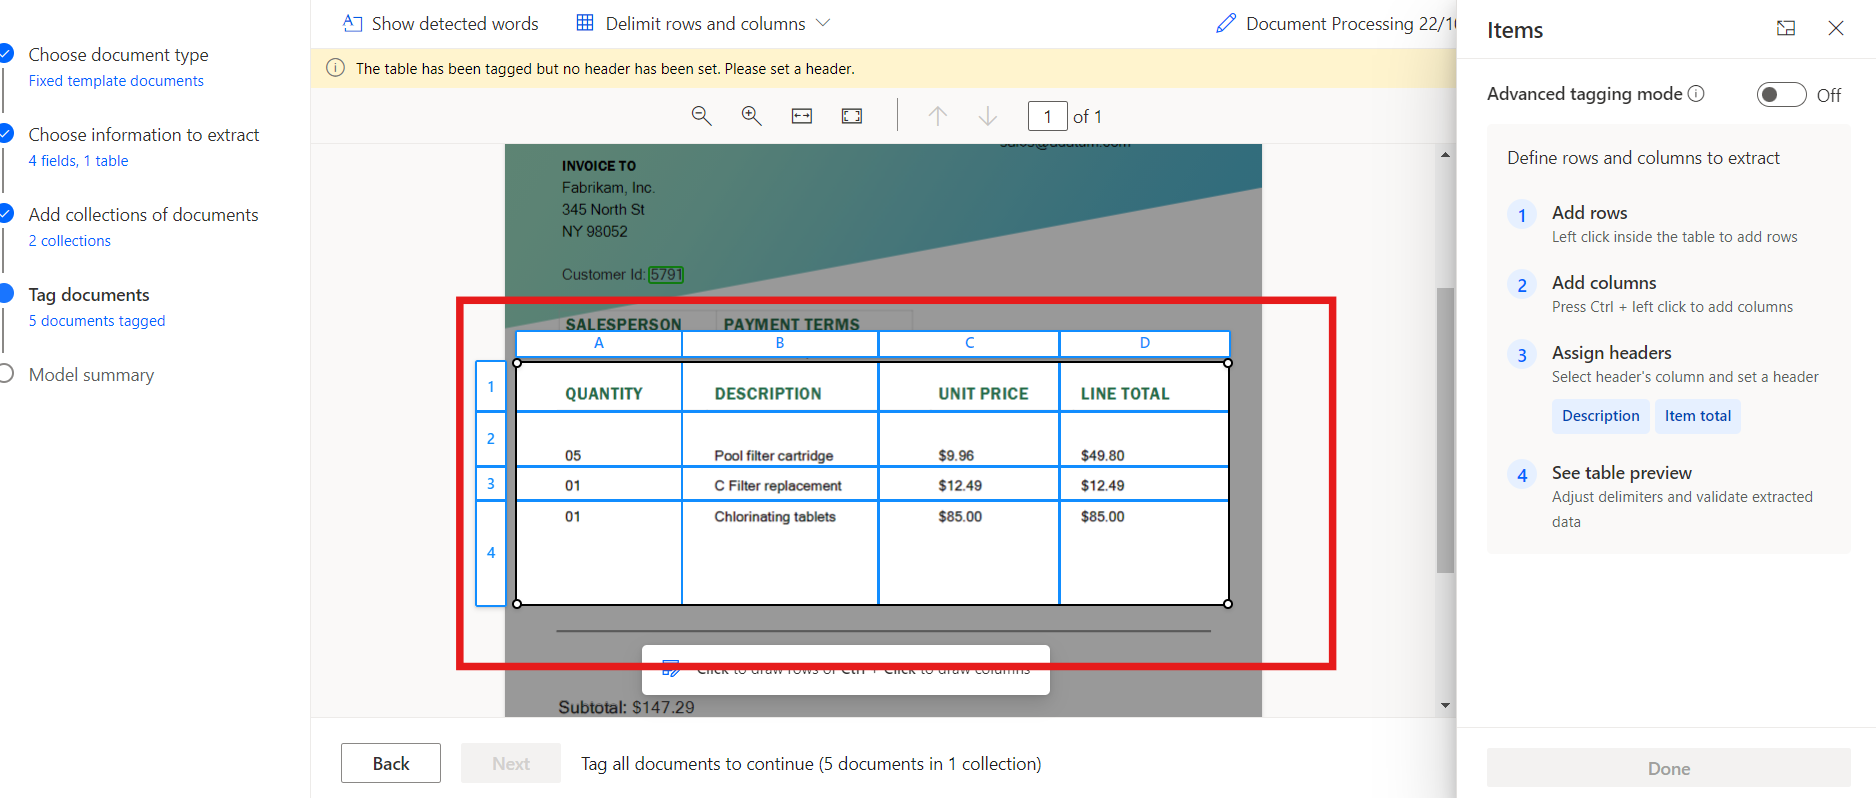 Choose document type
Fixed template documents
Choose information to extract
4 fields, 1 table
Add collections of documents
2 collections
Tag documents
5 documents tagged
Model summary
Show detected words
Delimit rows and columns
Document Processing 22/1
The table has been tagged but no header has been set. Please set a header.
1 of 1
INVOICE TO
Fabrikam, Inc.
345 North St
NY 98052
Customer Id: 5791
SALESPERSON PAYMENT TERMS
A B C D
1 QUANTITY DESCRIPTION UNIT PRICE LINE TOTAL
2 05 Pool filter cartridge $9.96 $49.80
3 01 C Filter replacement $12.49 $12.49
4 01 Chlorinating tablets $85.00 $85.00
Click to draw rows or Ctrl + Click to draw columns
Subtotal: $147.29
Back
Next
Tag all documents to continue (5 documents in 1 collection)
Items
Advanced tagging mode
Off
Define rows and columns to extract
1 Add rows
Left click inside the table to add rows
2 Add columns
Press Ctrl + left click to add columns
3 Assign headers
Select header's column and set a header
Description Item total
4 See table preview
Adjust delimiters and validate extracted
data
Done